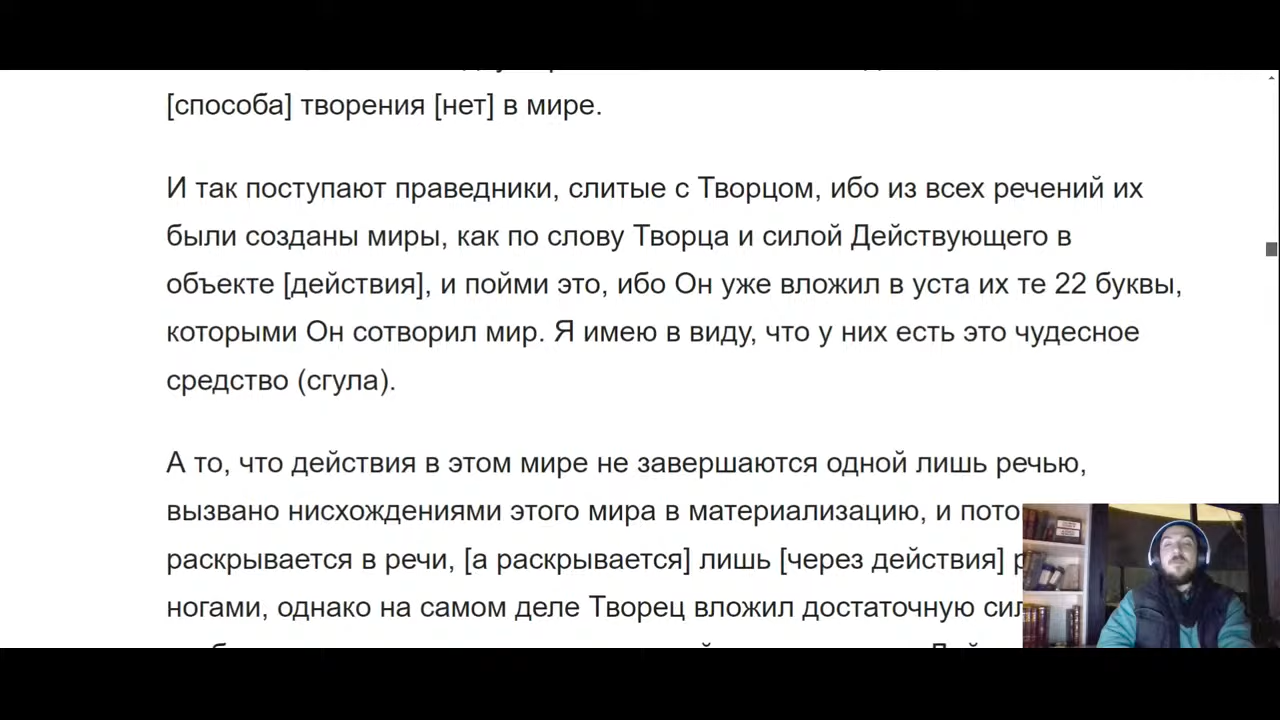 [способа] творения [нет] в мире.
И так поступают праведники, слитые с Творцом, ибо из всех речений их
были созданы миры, как по слову Творца и силой Действующего в
объекте [действия], и пойми это, ибо Он уже вложил в уста их те 22 буквы,
которыми Он сотворил мир. Я имею в виду, что у них есть это чудесное
средство (сгула).
А то, что действия в этом мире не завершаются одной лишь речью,
вызвано нисхождениями этого мира в материализацию, и
раскрывается в речи, [а раскрывается] лишь [через действия]
ногами, однако на самом деле Творец вложил достаточную